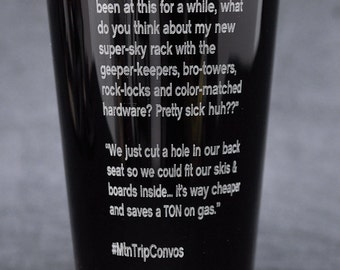 been at this for a while, what
do you think about my new
super-sky rack with the
geeper-keepers, bro-towers,
rock-locks and color-matched
hardware? Pretty sick huh??"
"We just cut a hole in our back
seat so we could fit our skis &
boards inside... it's way cheaper
and saves a TON on gas."
#MtnTripConvos